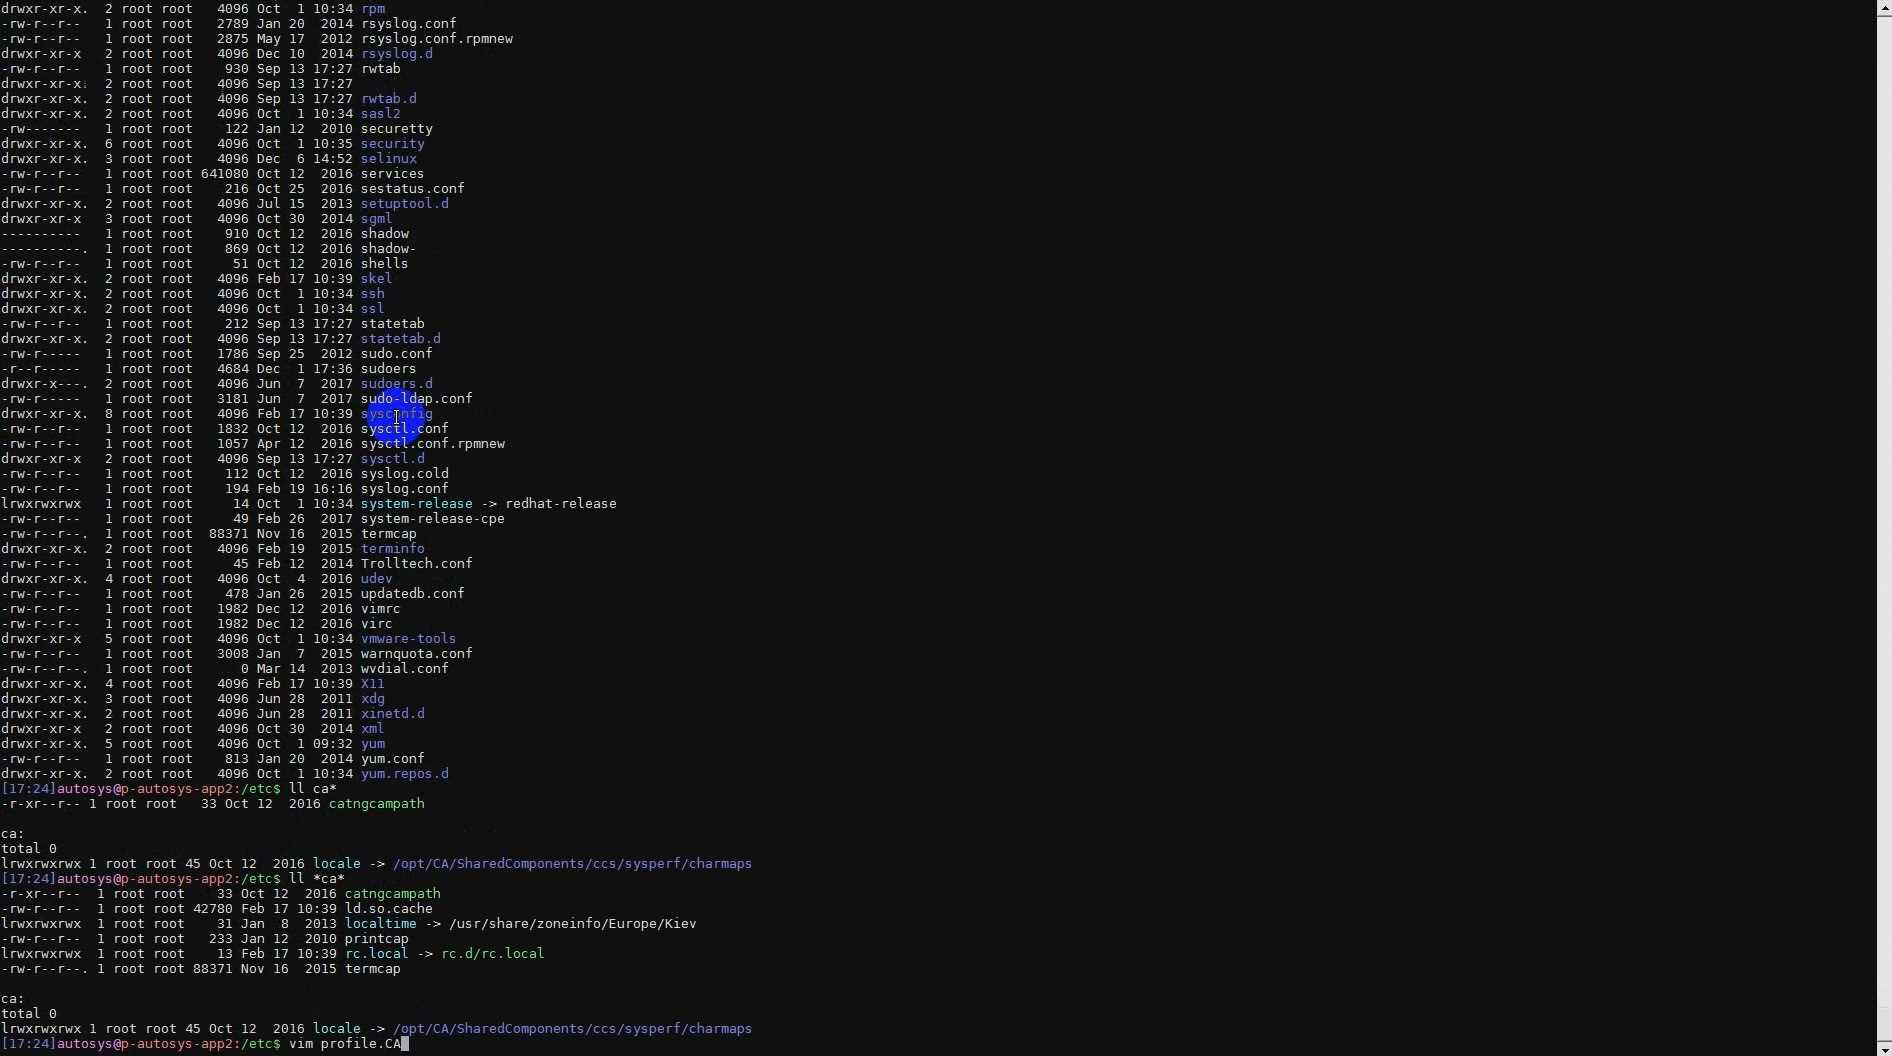 drwxr-xr-x.  2 root root   4096 Oct  1 10:34 rpm
-rw-r--r--   1 root root   2789 Jan 20  2014 rsyslog.conf
-rw-r--r--   1 root root   2875 May 17  2012 rsyslog.conf.rpmnew
drwxr-xr-x   2 root root   4096 Dec 10  2014 rsyslog.d
-rw-r--r--   1 root root    930 Sep 13 17:27 rwtab
drwxr-xr-x.  2 root root   4096 Sep 13 17:27
drwxr-xr-x.  2 root root   4096 Sep 13 17:27 rwtab.d
drwxr-xr-x.  2 root root   4096 Oct  1 10:34 sasl2
-rw-------   1 root root    122 Jan 12  2010 securetty
drwxr-xr-x.  6 root root   4096 Oct  1 10:35 security
drwxr-xr-x.  3 root root   4096 Dec  6 14:52 selinux
-rw-r--r--   1 root root 641080 Oct 12  2016 services
-rw-r--r--   1 root root    216 Oct 25  2016 sestatus.conf
drwxr-xr-x.  2 root root   4096 Jul 15  2013 setuptool.d
drwxr-xr-x   3 root root   4096 Oct 30  2014 sgml
----------   1 root root    910 Oct 12  2016 shadow
----------.  1 root root    869 Oct 12  2016 shadow-
-rw-r--r--   1 root root     51 Oct 12  2016 shells
drwxr-xr-x.  2 root root   4096 Feb 17 10:39 skel
drwxr-xr-x.  2 root root   4096 Oct  1 10:34 ssh
drwxr-xr-x.  2 root root   4096 Oct  1 10:34 ssl
-rw-r--r--   1 root root    212 Sep 13 17:27 statetab
drwxr-xr-x.  2 root root   4096 Sep 13 17:27 statetab.d
-rw-r-----   1 root root   1786 Sep 25  2012 sudo.conf
-r--r-----   1 root root   4684 Dec  1 17:36 sudoers
drwxr-x---.  2 root root   4096 Jun  7  2017 sudoers.d
-rw-r-----   1 root root   3181 Jun  7  2017 sudo-ldap.conf
drwxr-xr-x.  8 root root   4096 Feb 17 10:39 sysconfig
-rw-r--r--   1 root root   1832 Oct 12  2016 sysctl.conf
-rw-r--r--   1 root root   1057 Apr 12  2016 sysctl.conf.rpmnew
drwxr-xr-x   2 root root   4096 Sep 13 17:27 sysctl.d
-rw-r--r--   1 root root    112 Oct 12  2016 syslog.cold
-rw-r--r--   1 root root    194 Feb 19 16:16 syslog.conf
lrwxrwxrwx   1 root root     14 Oct  1 10:34 system-release -> redhat-release
-rw-r--r--   1 root root     49 Feb 26  2017 system-release-cpe
-rw-r--r--.  1 root root  88371 Nov 16  2015 termcap
drwxr-xr-x.  2 root root   4096 Feb 19  2015 terminfo
-rw-r--r--   1 root root     45 Feb 12  2014 Trolltech.conf
drwxr-xr-x.  4 root root   4096 Oct  4  2016 udev
-rw-r--r--   1 root root    478 Jan 26  2015 updatedb.conf
-rw-r--r--   1 root root   1982 Dec 12  2016 vimrc
-rw-r--r--   1 root root   1982 Dec 12  2016 virc
drwxr-xr-x   5 root root   4096 Oct  1 10:34 vmware-tools
-rw-r--r--   1 root root   3008 Jan  7  2015 warnquota.conf
-rw-r--r--.  1 root root      0 Mar 14  2013 wvdial.conf
drwxr-xr-x.  4 root root   4096 Feb 17 10:39 X11
drwxr-xr-x.  3 root root   4096 Jun 28  2011 xdg
drwxr-xr-x.  2 root root   4096 Jun 28  2011 xinetd.d
drwxr-xr-x   2 root root   4096 Oct 30  2014 xml
drwxr-xr-x.  5 root root   4096 Oct  1 09:32 yum
-rw-r--r--   1 root root    813 Jan 20  2014 yum.conf
drwxr-xr-x.  2 root root   4096 Oct  1 10:34 yum.repos.d
[17:24]autosys@p-autosys-app2:/etc$ ll ca*
-r-xr--r-- 1 root root   33 Oct 12  2016 catngcampath
ca:
total 0
lrwxrwxrwx 1 root root 45 Oct 12  2016 locale -> /opt/CA/SharedComponents/ccs/sysperf/charmaps
[17:24]autosys@p-autosys-app2:/etc$ ll *ca*
-r-xr--r--  1 root root    33 Oct 12  2016 catngcampath
-rw-r--r--  1 root root 42780 Feb 17 10:39 ld.so.cache
lrwxrwxrwx  1 root root    31 Jan  8  2013 localtime -> /usr/share/zoneinfo/Europe/Kiev
-rw-r--r--  1 root root   233 Jan 12  2010 printcap
lrwxrwxrwx  1 root root    13 Feb 17 10:39 rc.local -> rc.d/rc.local
-rw-r--r--. 1 root root 88371 Nov 16  2015 termcap
ca:
total 0
lrwxrwxrwx 1 root root 45 Oct 12  2016 locale -> /opt/CA/SharedComponents/ccs/sysperf/charmaps
[17:24]autosys@p-autosys-app2:/etc$ vim profile.CA